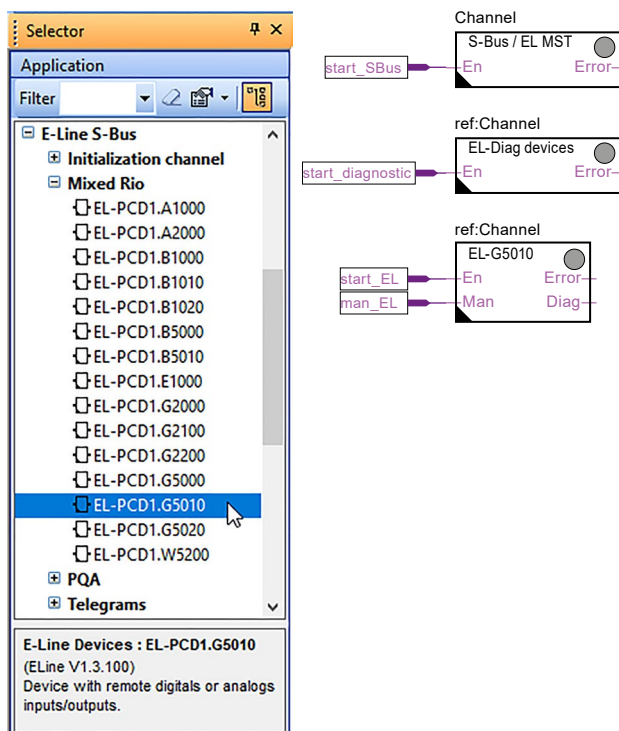 Selector
Application
Filter
E-Line S-Bus
Initialization channel
Mixed Rio
EL-PCD1.A1000
EL-PCD1.A2000
EL-PCD1.B1000
EL-PCD1.B1010
EL-PCD1.B1020
EL-PCD1.B5000
EL-PCD1.B5010
EL-PCD1.E1000
EL-PCD1.G2000
EL-PCD1.G2100
EL-PCD1.G2200
EL-PCD1.G5000
EL-PCD1.G5010
EL-PCD1.G5020
EL-PCD1.W5200
PQA
Telegrams
E-Line Devices : EL-PCD1.G5010
(ELine V1.3.100)
Device with remote digitals or analogs
inputs/outputs.
Channel
S-Bus / EL MST
start_SBus En Error
ref:Channel
EL-Diag devices
start_diagnostic En Error
ref:Channel
EL-G5010
start_EL En Error
man_EL Man Diag